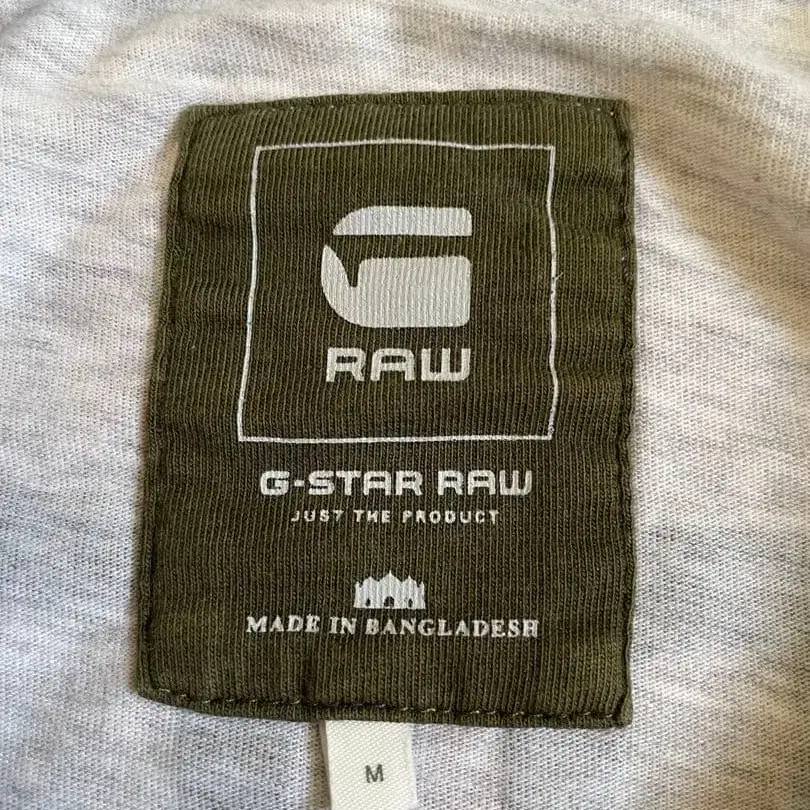 G
RAW
G-STAR RAW
JUST THE PRODUCT
MADE IN BANGLADESH
M